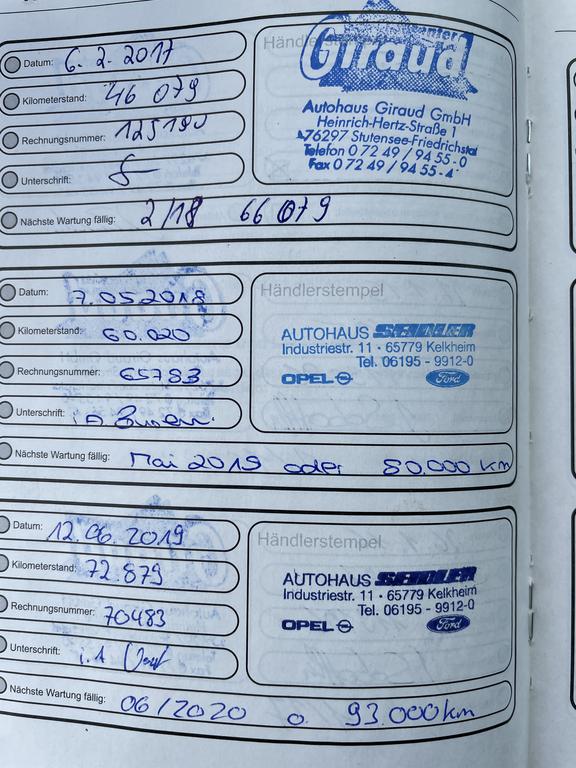 Datum: 6.2.2017
Händlerstempel
Giraud
Kilometerstand: 46 079
Autohaus Giraud GmbH
Heinrich-Hertz-Straße 1
76297 Stutensee-Friedrichstal
Rechnungsnummer:
Telefon 0 72 49 / 94 55-0
Fax 0 72 49 / 94 55-4
Unterschrift:
Nächste Wartung fällig: 2/18 66 079
Datum: 7.05.2018
Händlerstempel
Kilometerstand: 60.020
AUTOHAUS SEIDLER
Industriestr. 11 · 65779 Kelkheim
Tel. 06195 - 9912-0
Rechnungsnummer: 65783
OPEL Ford
Unterschrift: i.A
Nächste Wartung fällig: Mai 2019 oder 80.000 km
Datum: 12.06.2019
Händlerstempel
Kilometerstand: 72.879
AUTOHAUS SEIDLER
Industriestr. 11 · 65779 Kelkheim
Tel. 06195 - 9912-0
Rechnungsnummer: 70483
OPEL Ford
Unterschrift: i.A
Nächste Wartung fällig: 06/2020 o. 93.000km